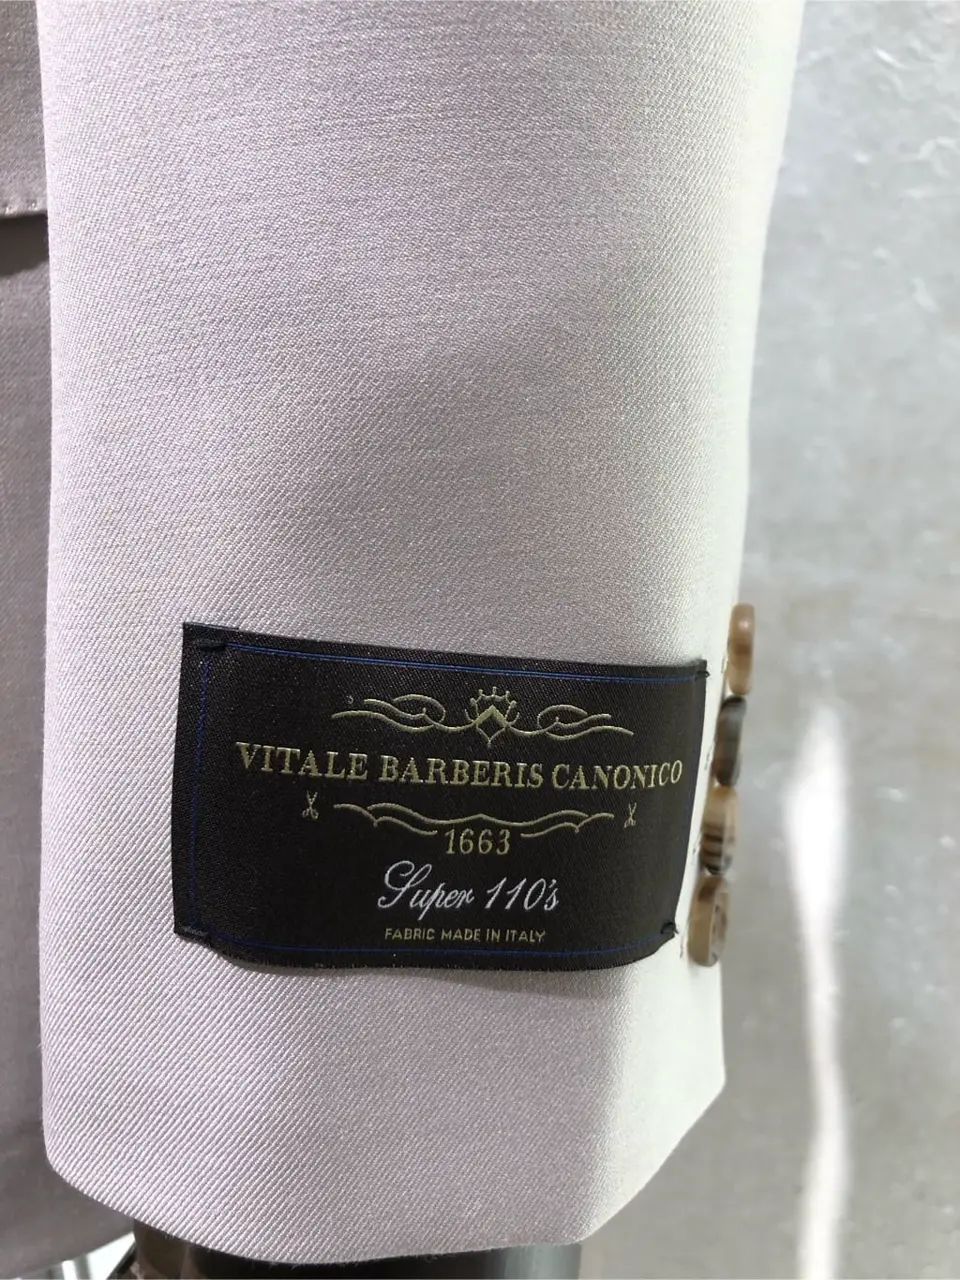 VITALE BARBERIS CANONICO
1663
Super 110's
FABRIC MADE IN ITALY